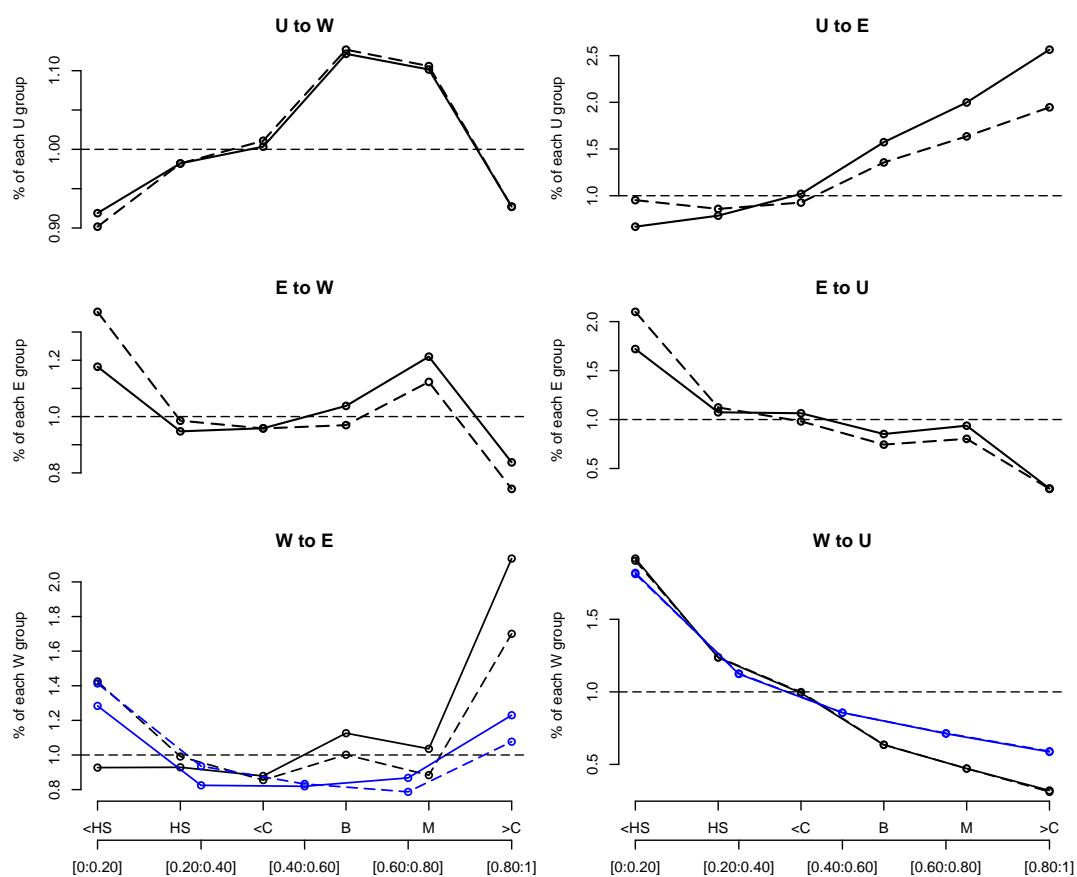 U to W
% of each U group
0.90
1.00
1.10
U to E
% of each U group
1.0
1.5
2.0
2.5
E to W
% of each E group
0.8
1.0
1.2
E to U
% of each E group
0.5
1.0
1.5
2.0
W to E
% of each W group
0.8
1.0
1.2
1.4
1.6
1.8
2.0
<HS HS <C B M >C
[0:0.20] [0.20:0.40] [0.40:0.60] [0.60:0.80] [0.80:1]
W to U
% of each W group
0.5
1.0
1.5
<HS HS <C B M >C
[0:0.20] [0.20:0.40] [0.40:0.60] [0.60:0.80] [0.80:1]